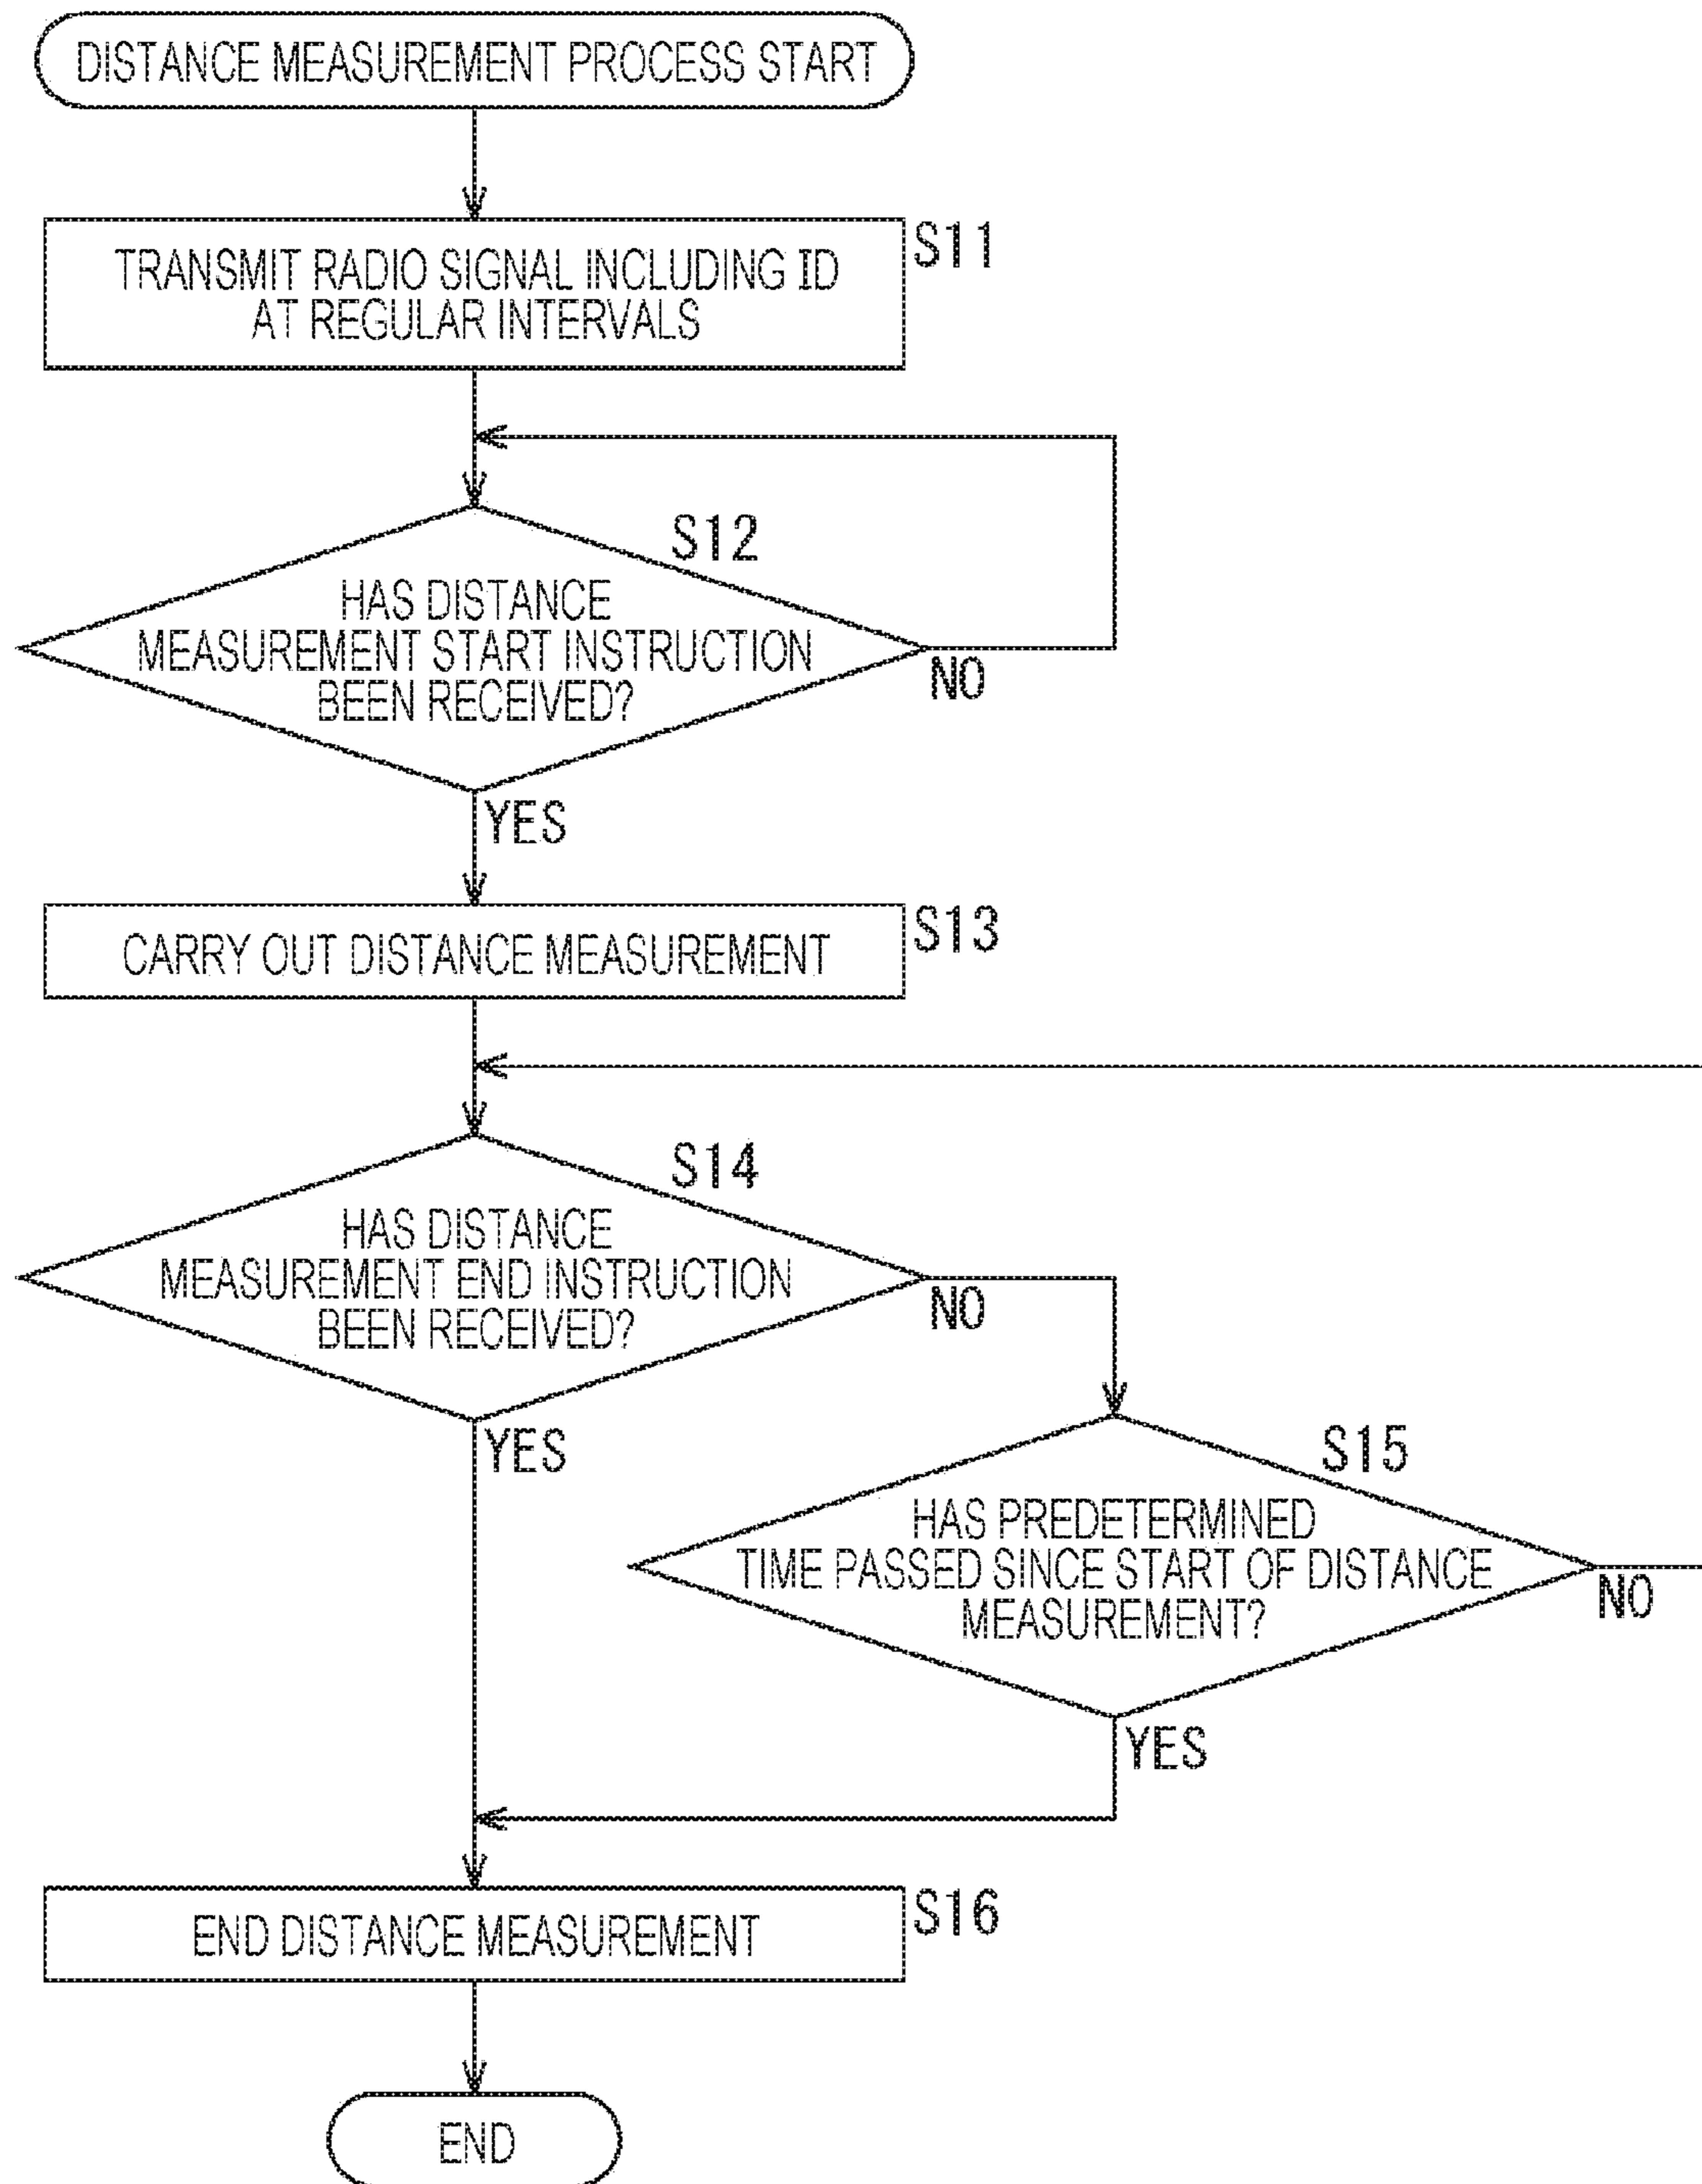 DISTANCE MEASUREMENT PROCESS START
S11
TRANSMIT RADIO SIGNAL INCLUDING ID
AT REGULAR INTERVALS
S12
HAS DISTANCE
MEASUREMENT START INSTRUCTION
BEEN RECEIVED?
NO
YES
S13
CARRY OUT DISTANCE MEASUREMENT
S14
HAS DISTANCE
MEASUREMENT END INSTRUCTION
BEEN RECEIVED?
NO
YES
S15
HAS PREDETERMINED
TIME PASSED SINCE START OF DISTANCE
MEASUREMENT?
NO
YES
S16
END DISTANCE MEASUREMENT
END